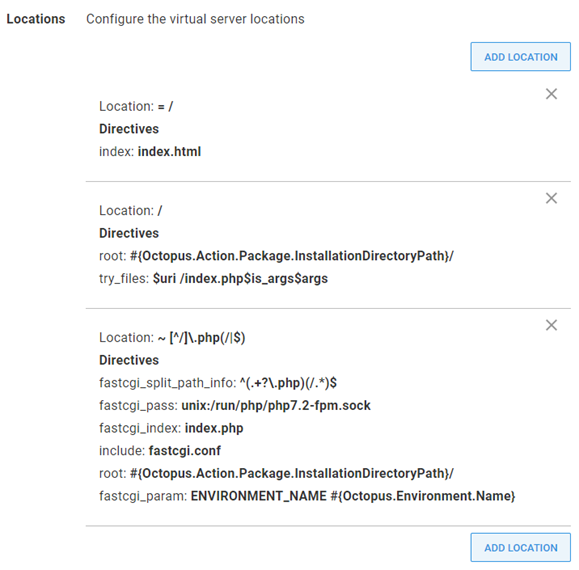 Locations Configure the virtual server locations
ADD LOCATION
Location: = /
Directives
index: index.html
Location: /
Directives
root: #{Octopus.Action.Package.InstallationDirectoryPath}/
try_files: $uri /index.php$is_args$args
Location: ~ [^/]\.php(/|$)
Directives
fastcgi_split_path_info: ^(.+?\.php)(/.*)$
fastcgi_pass: unix:/run/php/php7.2-fpm.sock
fastcgi_index: index.php
include: fastcgi.conf
root: #{Octopus.Action.Package.InstallationDirectoryPath}/
fastcgi_param: ENVIRONMENT_NAME #{Octopus.Environment.Name}
ADD LOCATION